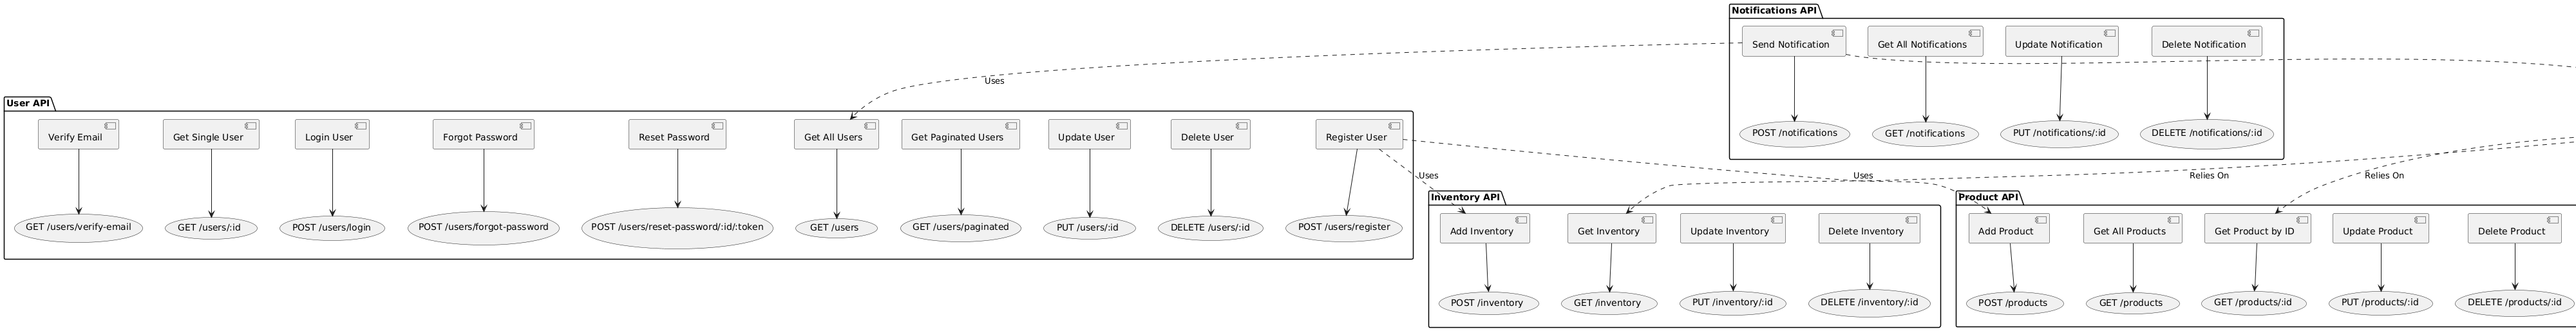 Notifications API
Send Notification
Get All Notifications
Update Notification
Delete Notification
POST /notifications
GET /notifications
PUT /notifications/:id
DELETE /notifications/:id
Uses
User API
Verify Email
Get Single User
Login User
Forgot Password
Reset Password
Get All Users
Get Paginated Users
Update User
Delete User
Register User
GET /users/verify-email
GET /users/:id
POST /users/login
POST /users/forgot-password
POST /users/reset-password/:id/:token
GET /users
GET /users/paginated
PUT /users/:id
DELETE /users/:id
POST /users/register
Uses
Uses
Relies On
Relies On
Inventory API
Add Inventory
Get Inventory
Update Inventory
Delete Inventory
POST /inventory
GET /inventory
PUT /inventory/:id
DELETE /inventory/:id
Product API
Add Product
Get All Products
Get Product by ID
Update Product
Delete Product
POST /products
GET /products
GET /products/:id
PUT /products/:id
DELETE /products/:id